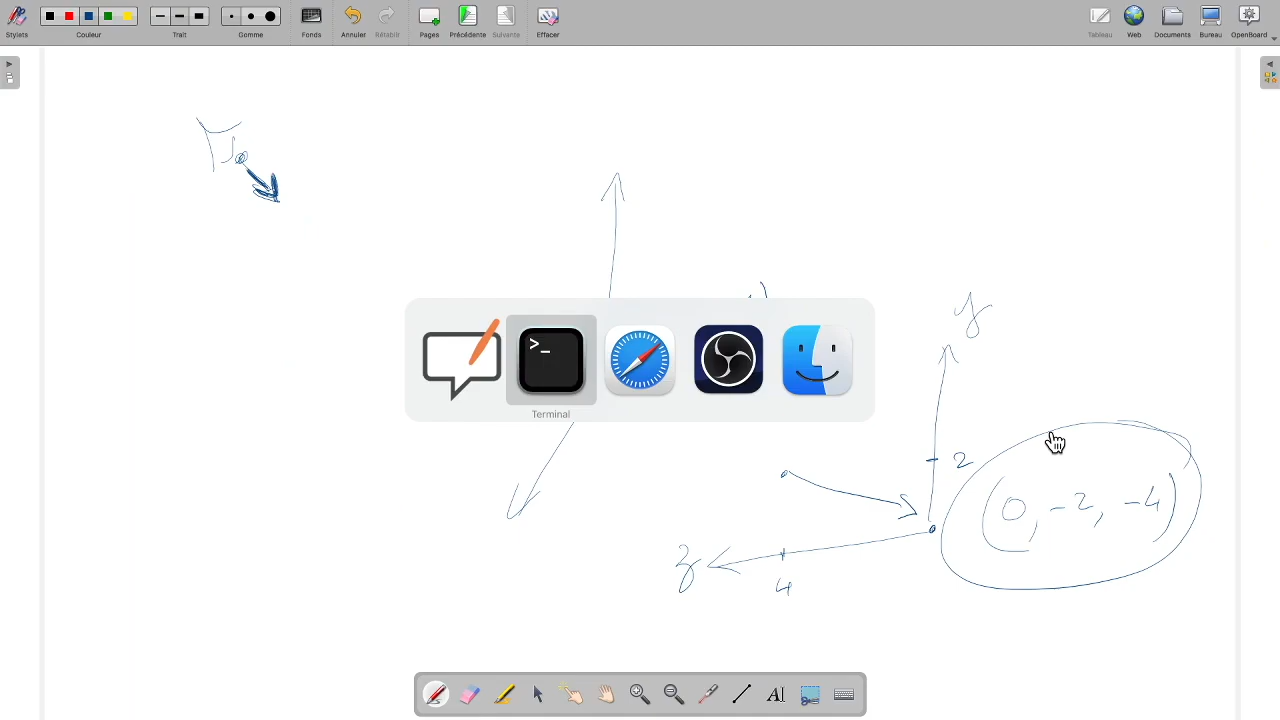 Stylets Couleur Trait Gomme Fonds Annuler Rétablir Pages Précédente Suivante Effacer Tableau Web Documents Bureau OpenBoard
y
>_
Terminal
2
(0, -2, -4)
z
4
A